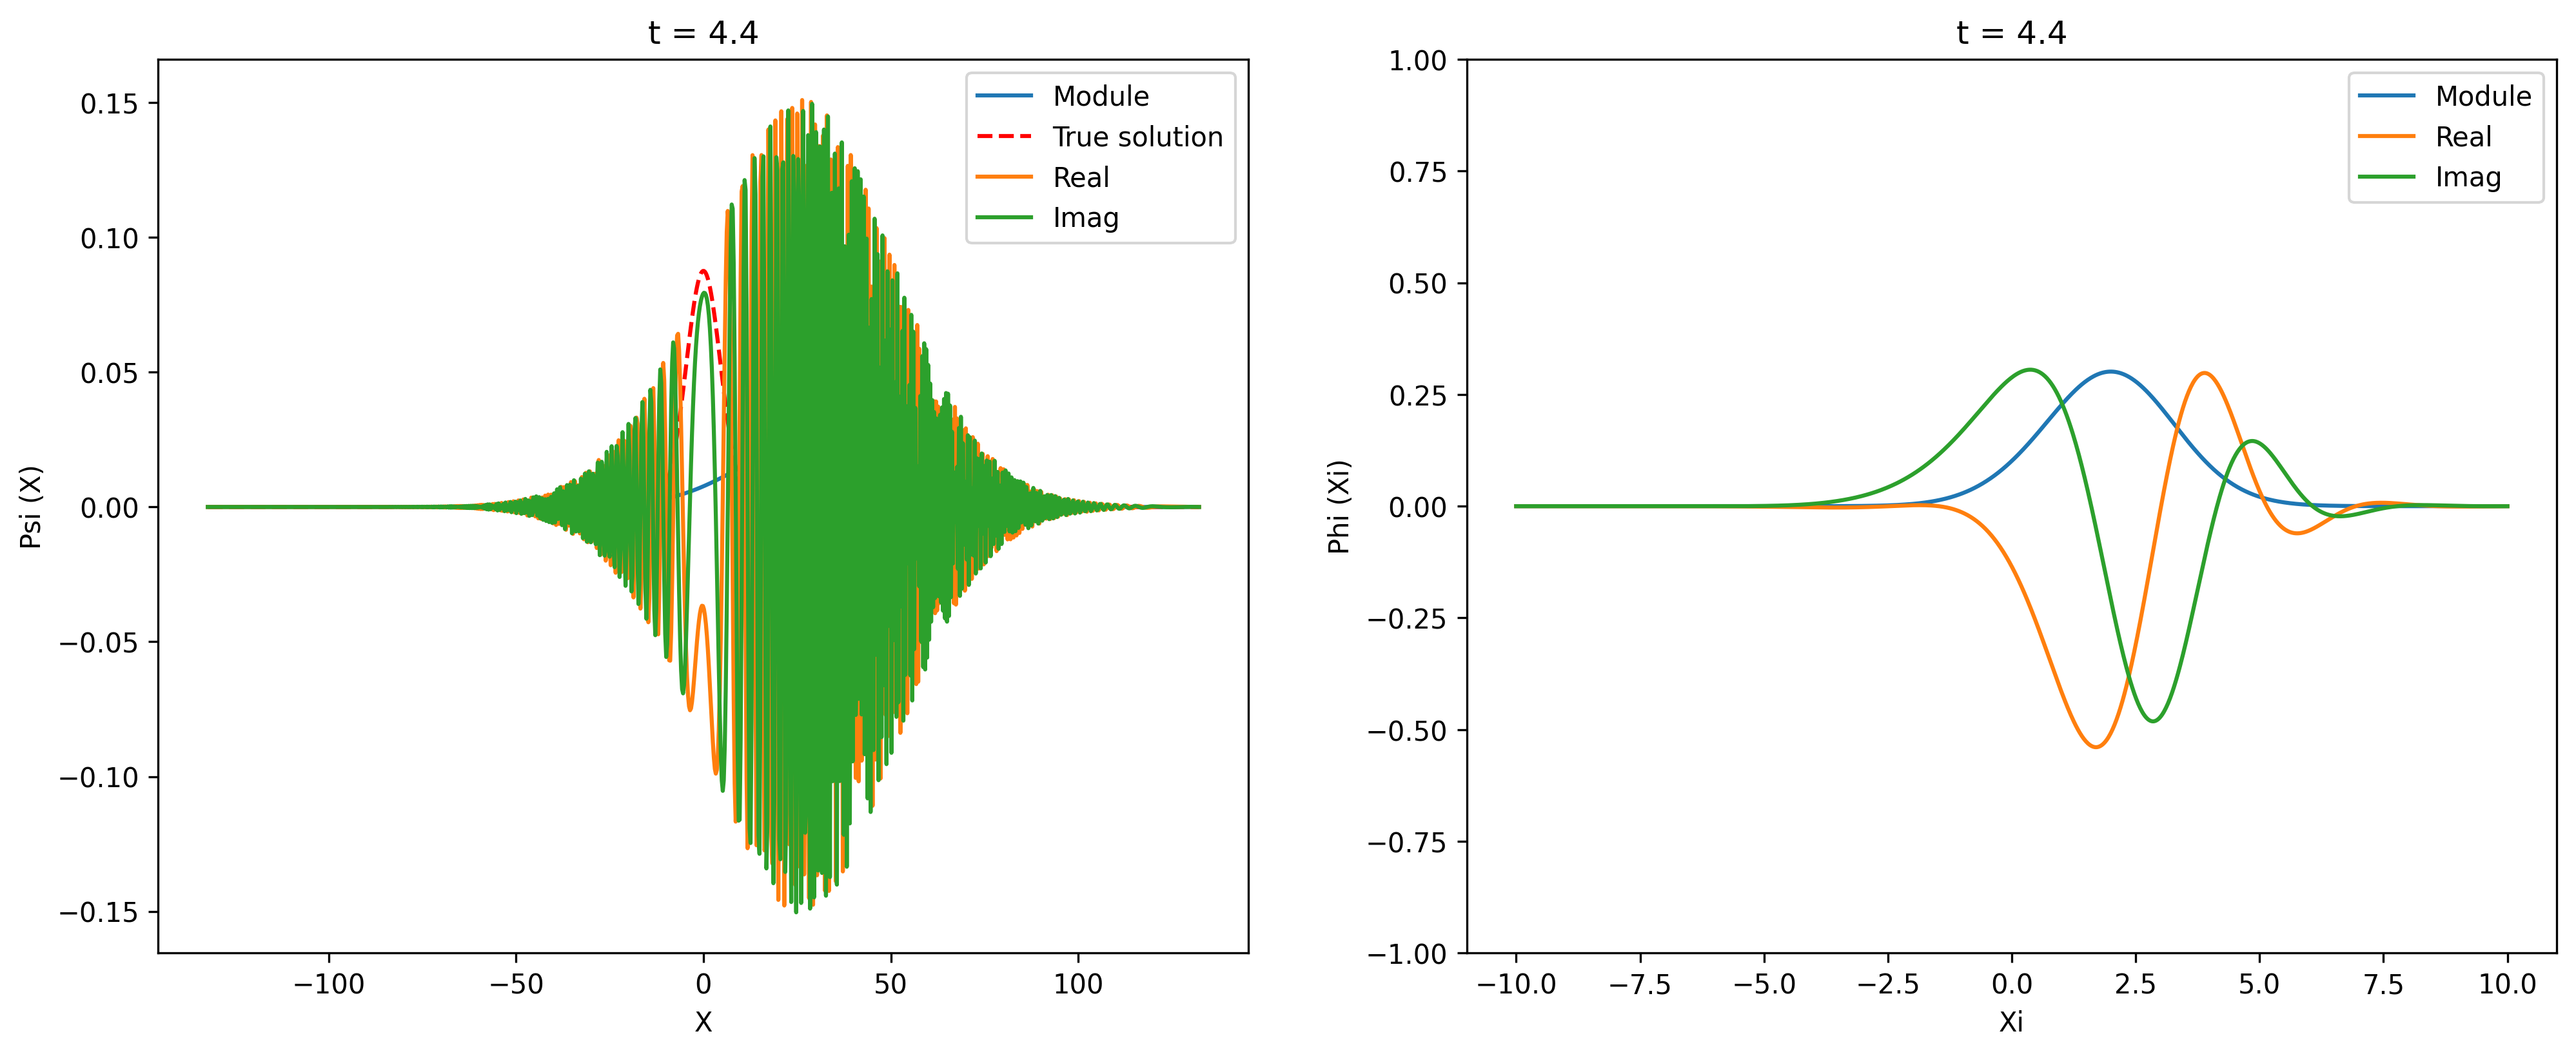 t = 4.4
Psi (X)
0.15
0.10
0.05
0.00
−0.05
−0.10
−0.15
−100
−50
0
50
100
X
Module
True solution
Real
Imag
t = 4.4
Phi (Xi)
1.00
0.75
0.50
0.25
0.00
−0.25
−0.50
−0.75
−1.00
−10.0
−7.5
−5.0
−2.5
0.0
2.5
5.0
7.5
10.0
Xi
Module
Real
Imag